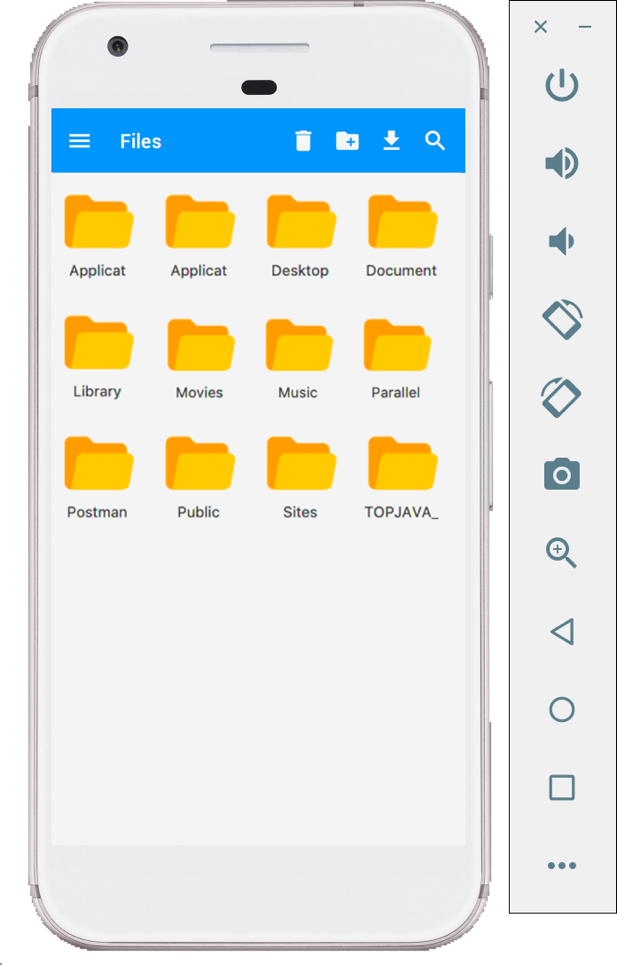 Files
Applicat Applicat Desktop Document
Library Movies Music Parallel
Postman Public Sites TOPJAVA_